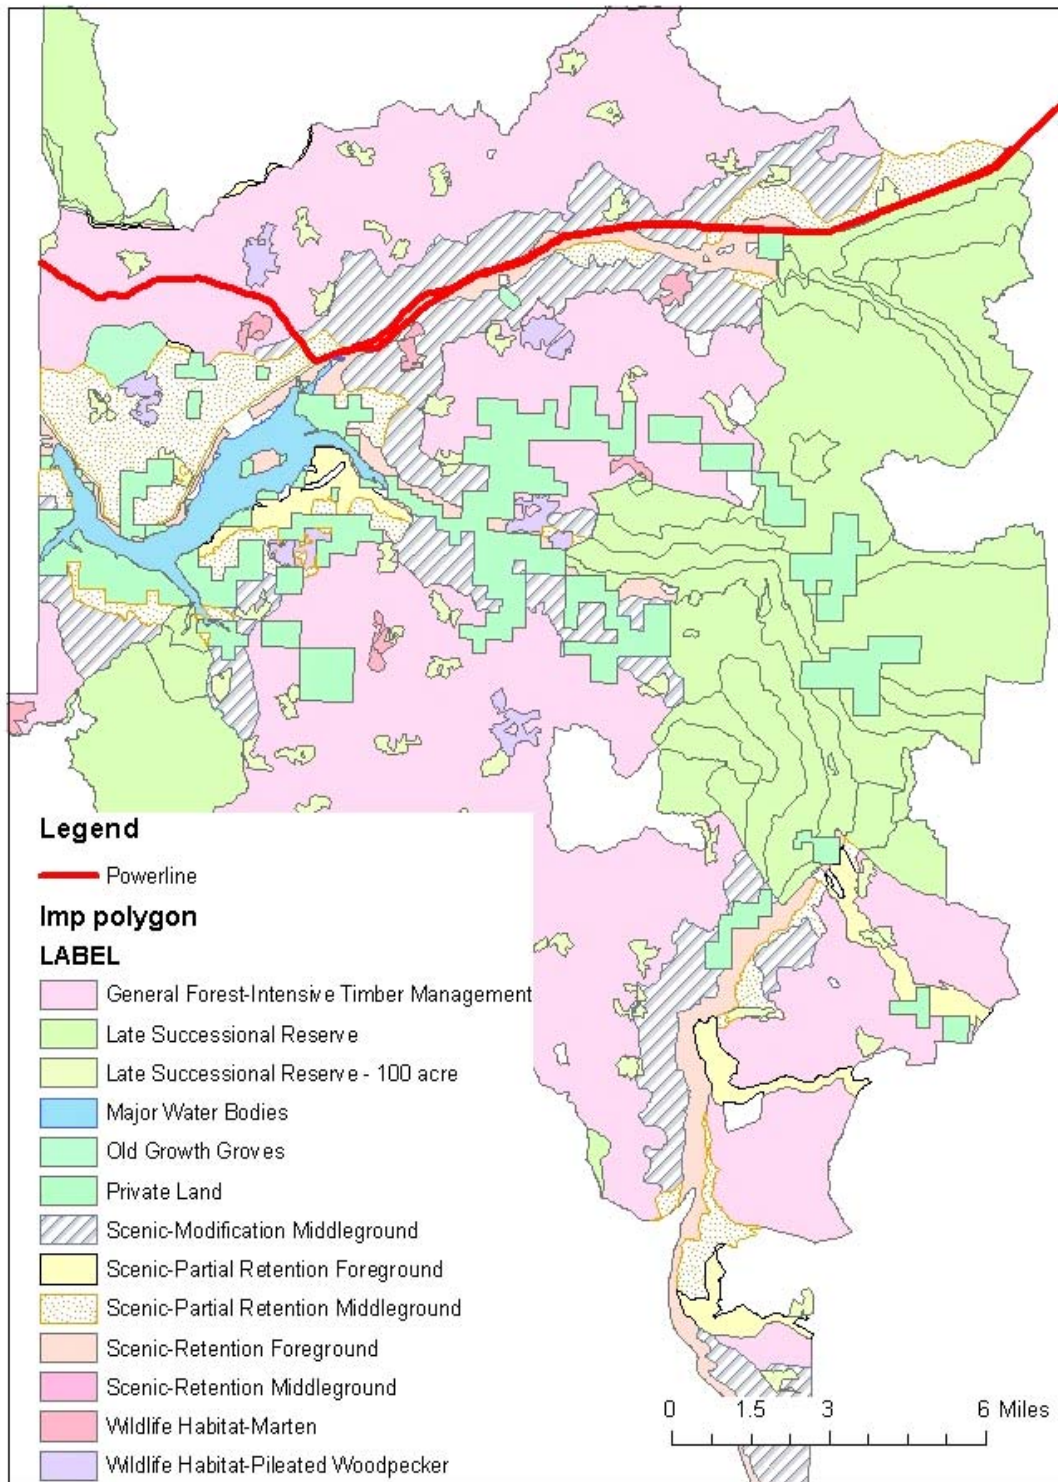 Legend
Powerline
Imp polygon
LABEL
General Forest-Intensive Timber Management
Late Successional Reserve
Late Successional Reserve - 100 acre
Major Water Bodies
Old Growth Groves
Private Land
Scenic-Modification Middleground
Scenic-Partial Retention Foreground
Scenic-Partial Retention Middleground
Scenic-Retention Foreground
Scenic-Retention Middleground
Wildlife Habitat-Marten
Wildlife Habitat-Pileated Woodpecker
0 1.5 3 6 Miles